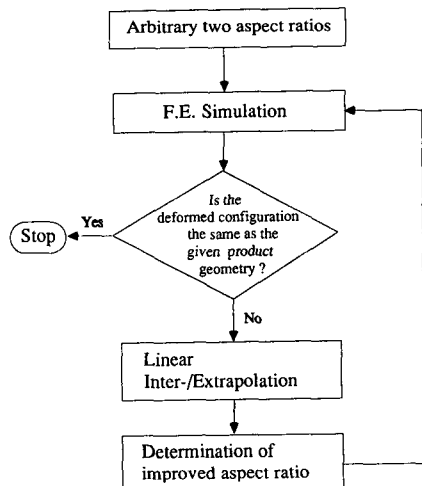 Arbitrary two aspect ratios
F.E. Simulation
Is the
deformed configuration
the same as the
given product
geometry ?
Yes
Stop
No
Linear
Inter-/Extrapolation
Determination of
improved aspect ratio